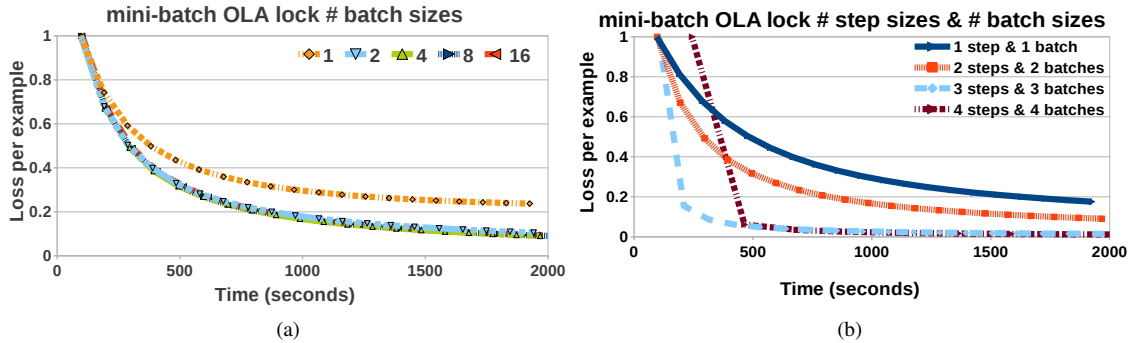 mini-batch OLA lock # batch sizes
1 2 4 8 16
Loss per example
1
0.8
0.6
0.4
0.2
0
0 500 1000 1500 2000
Time (seconds)
(a)
mini-batch OLA lock # step sizes & # batch sizes
1 step & 1 batch
2 steps & 2 batches
3 steps & 3 batches
4 steps & 4 batches
Loss per example
1
0.8
0.6
0.4
0.2
0
0 500 1000 1500 2000
Time (seconds)
(b)